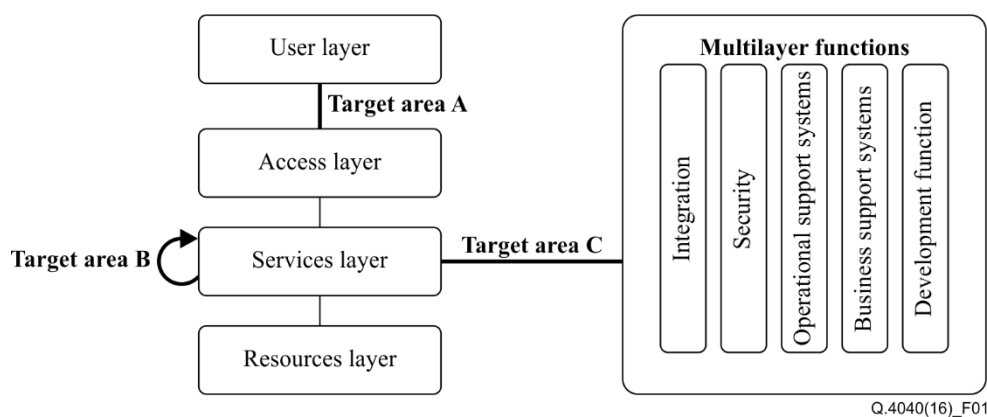 User layer
Target area A
Access layer
Target area B
Services layer
Target area C
Resources layer
Multilayer functions
Integration
Security
Operational support systems
Business support systems
Development function
Q.4040(16)_F01